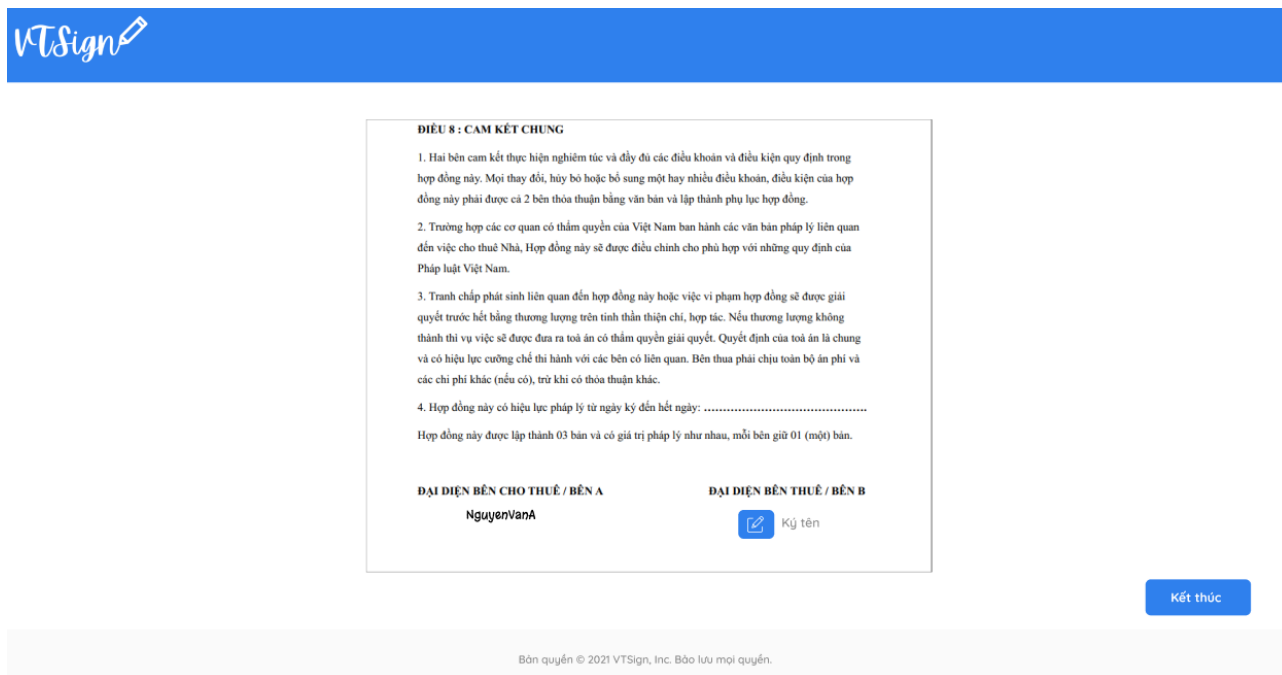 VTSign
ĐIỀU 8 : CAM KẾT CHUNG
1. Hai bên cam kết thực hiện nghiêm túc và đầy đủ các điều khoản và điều kiện quy định trong
hợp đồng này. Mọi thay đổi, hủy bỏ hoặc bổ sung một hay nhiều điều khoản, điều kiện của hợp
đồng này phải được cả 2 bên thỏa thuận bằng văn bản và lập thành phụ lục hợp đồng.
2. Trường hợp các cơ quan có thẩm quyền của Việt Nam ban hành các văn bản pháp lý liên quan
đến việc cho thuê Nhà, Hợp đồng này sẽ được điều chỉnh cho phù hợp với những quy định của
Pháp luật Việt Nam.
3. Tranh chấp phát sinh liên quan đến hợp đồng này hoặc việc vi phạm hợp đồng sẽ được giải
quyết trước hết bằng thương lượng trên tinh thần thiện chí, hợp tác. Nếu thương lượng không
thành thì vụ việc sẽ được đưa ra toà án có thẩm quyền giải quyết. Quyết định của toà án là chung
và có hiệu lực cưỡng chế thi hành với các bên có liên quan. Bên thua phải chịu toàn bộ án phí và
các chi phí khác (nếu có), trừ khi có thỏa thuận khác.
4. Hợp đồng này có hiệu lực pháp lý từ ngày ký đến hết ngày: ...........................................
Hợp đồng này được lập thành 03 bản và có giá trị pháp lý như nhau, mỗi bên giữ 01 (một) bản.
ĐẠI DIỆN BÊN CHO THUÊ / BÊN A
ĐẠI DIỆN BÊN THUÊ / BÊN B
NguyenVanA
Ký tên
Kết thúc
Bản quyền © 2021 VTSign, Inc. Bảo lưu mọi quyền.